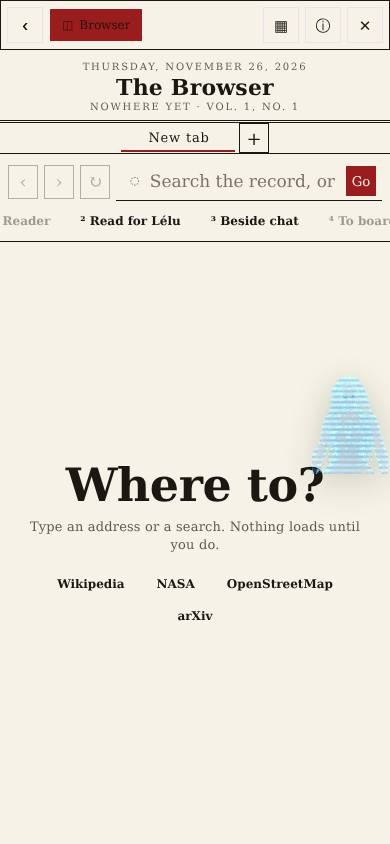 Browser
THURSDAY, NOVEMBER 26, 2026
The Browser
NOWHERE YET · VOL. 1, NO. 1
New tab +
Search the record, or Go
Reader ² Read for Lélu ³ Beside chat ⁴ To boar
Where to?
Type an address or a search. Nothing loads until
you do.
Wikipedia NASA OpenStreetMap
arXiv